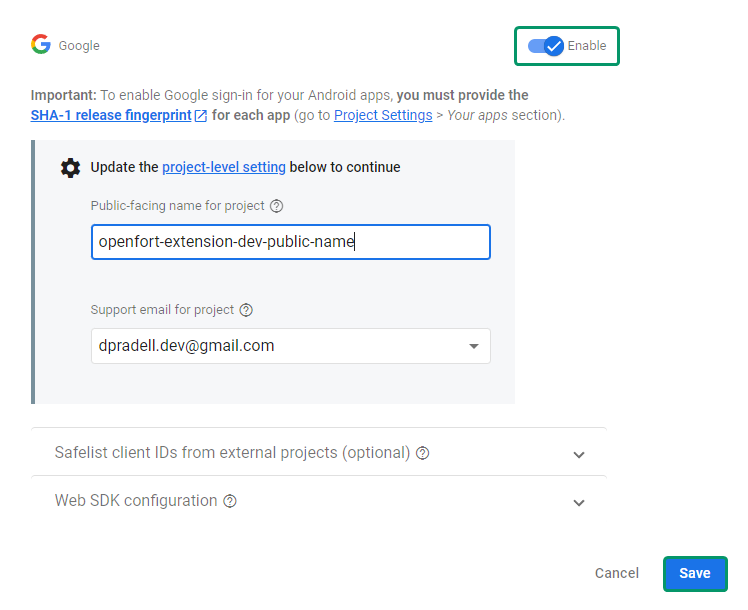 Google
Enable
Important: To enable Google sign-in for your Android apps, you must provide the
SHA-1 release fingerprint for each app (go to Project Settings > Your apps section).
Update the project-level setting below to continue
Public-facing name for project
openfort-extension-dev-public-name
Support email for project
dpradell.dev@gmail.com
Safelist client IDs from external projects (optional)
Web SDK configuration
Cancel
Save